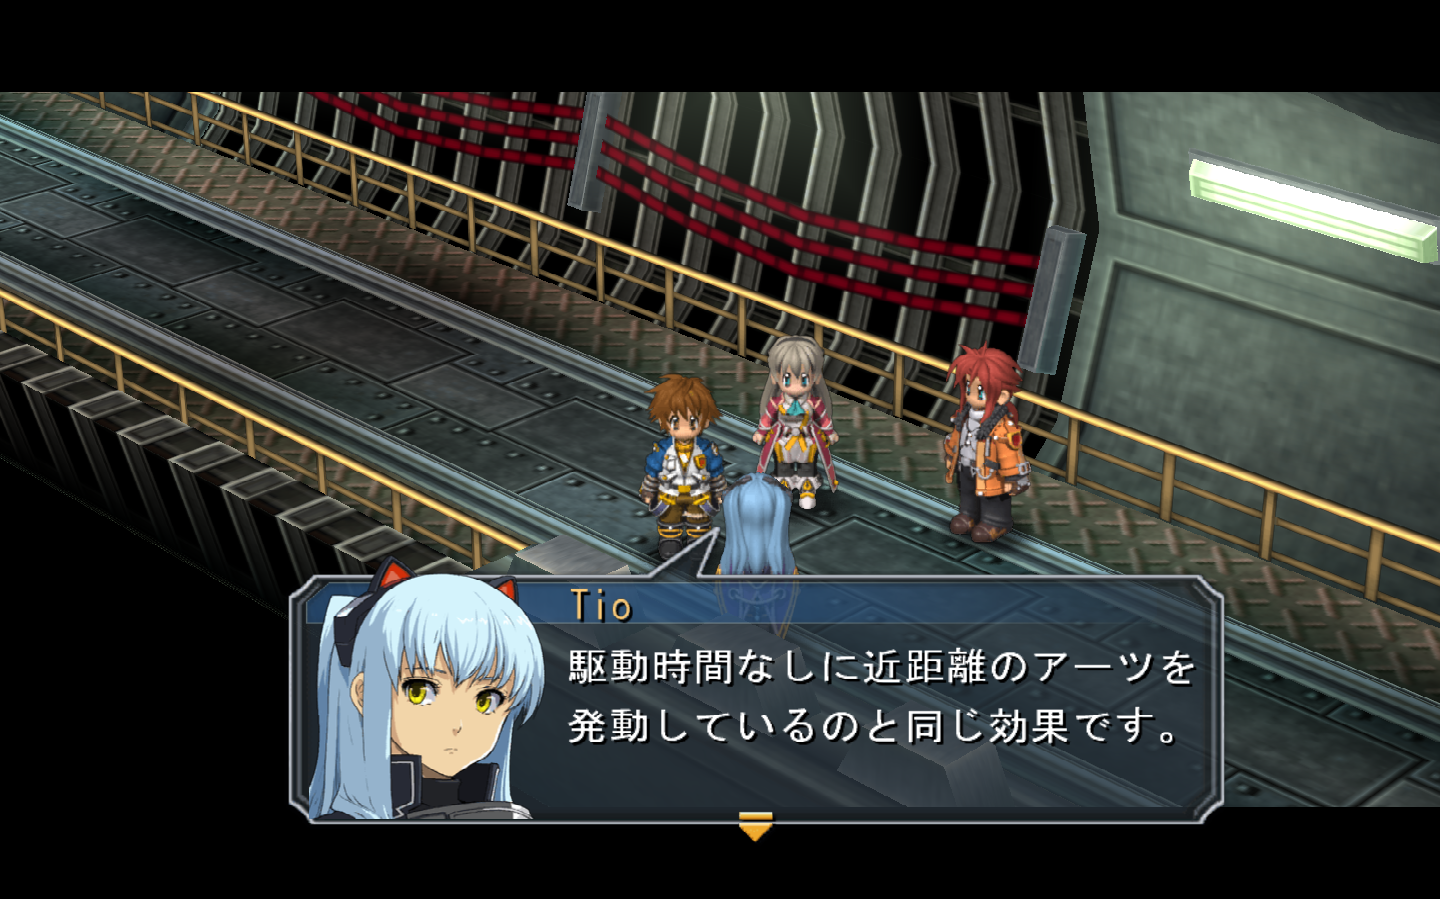 Tio
駆動時間なしに近距離のアーツを
発動しているのと同じ効果です。